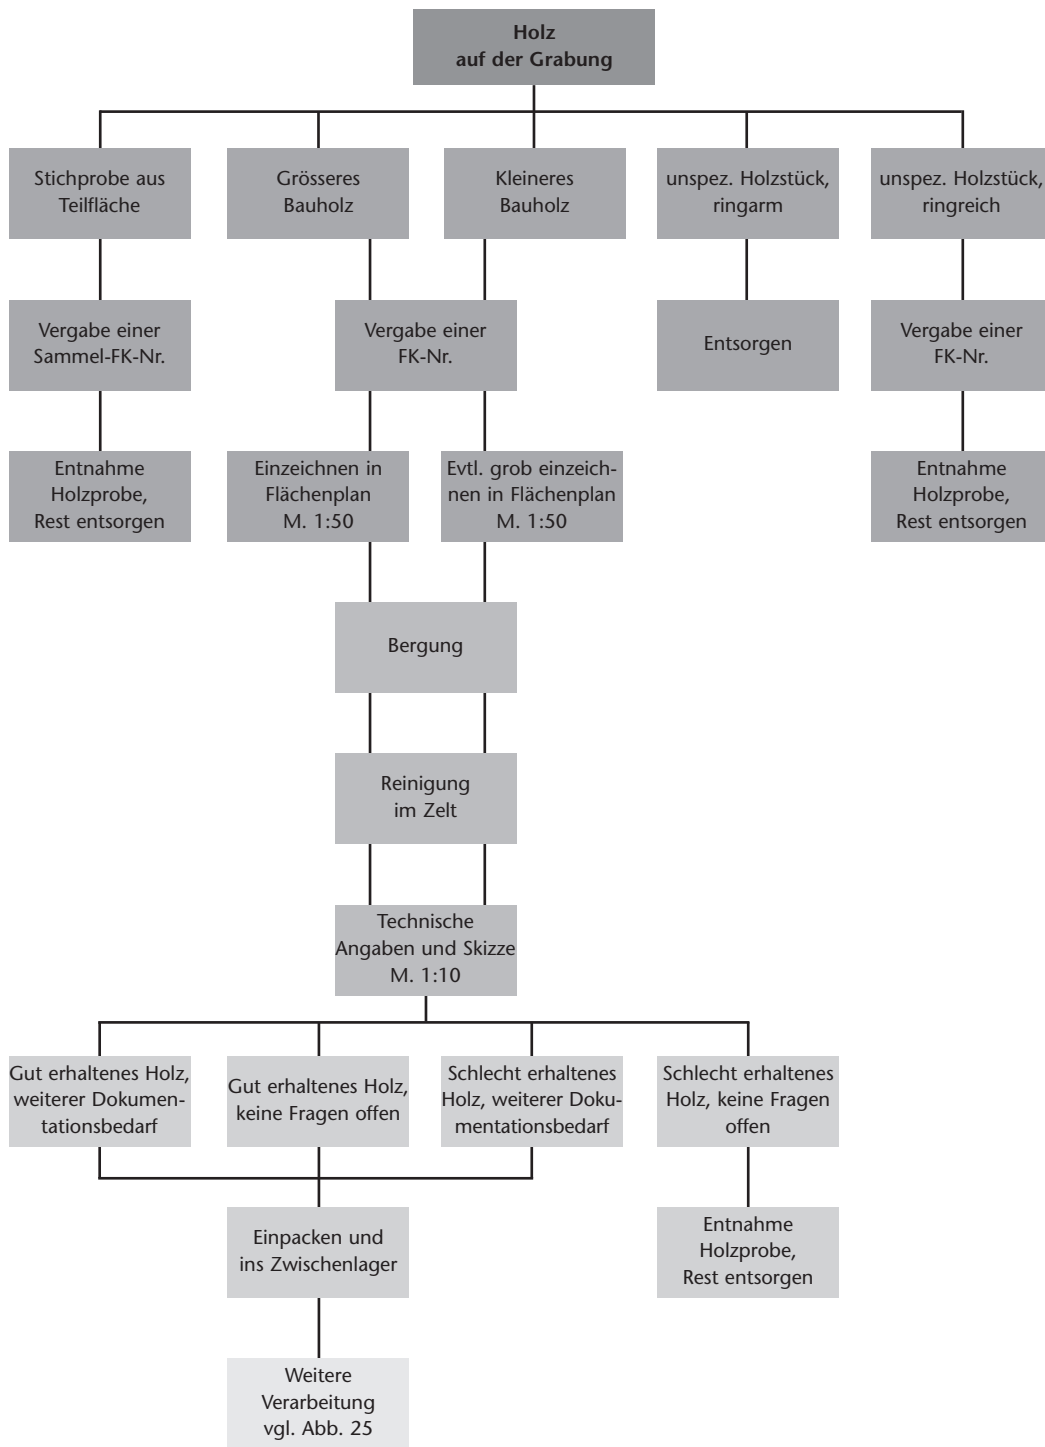 Holz
auf der Grabung
Stichprobe aus
Teilfläche
Grösseres
Bauholz
Kleineres
Bauholz
unspez. Holzstück,
ringarm
unspez. Holzstück,
ringreich
Vergabe einer
Sammel-FK-Nr.
Vergabe einer
FK-Nr.
Entsorgen
Vergabe einer
FK-Nr.
Entnahme
Holzprobe,
Rest entsorgen
Einzeichnen in
Flächenplan
M. 1:50
Evtl. grob einzeich-
nen in Flächenplan
M. 1:50
Entnahme
Holzprobe,
Rest entsorgen
Bergung
Reinigung
im Zelt
Technische
Angaben und Skizze
M. 1:10
Gut erhaltenes Holz,
weiterer Dokumen-
tationsbedarf
Gut erhaltenes Holz,
keine Fragen offen
Schlecht erhaltenes
Holz, weiterer Doku-
mentationsbedarf
Schlecht erhaltenes
Holz, keine Fragen
offen
Einpacken und
ins Zwischenlager
Entnahme
Holzprobe,
Rest entsorgen
Weitere
Verarbeitung
vgl. Abb. 25